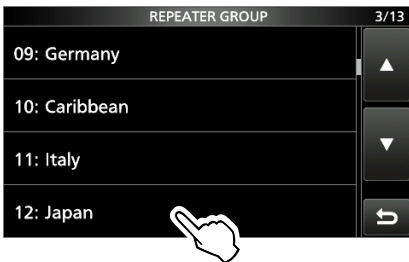 REPEATER GROUP 3/13
09: Germany
10: Caribbean
11: Italy
12: Japan